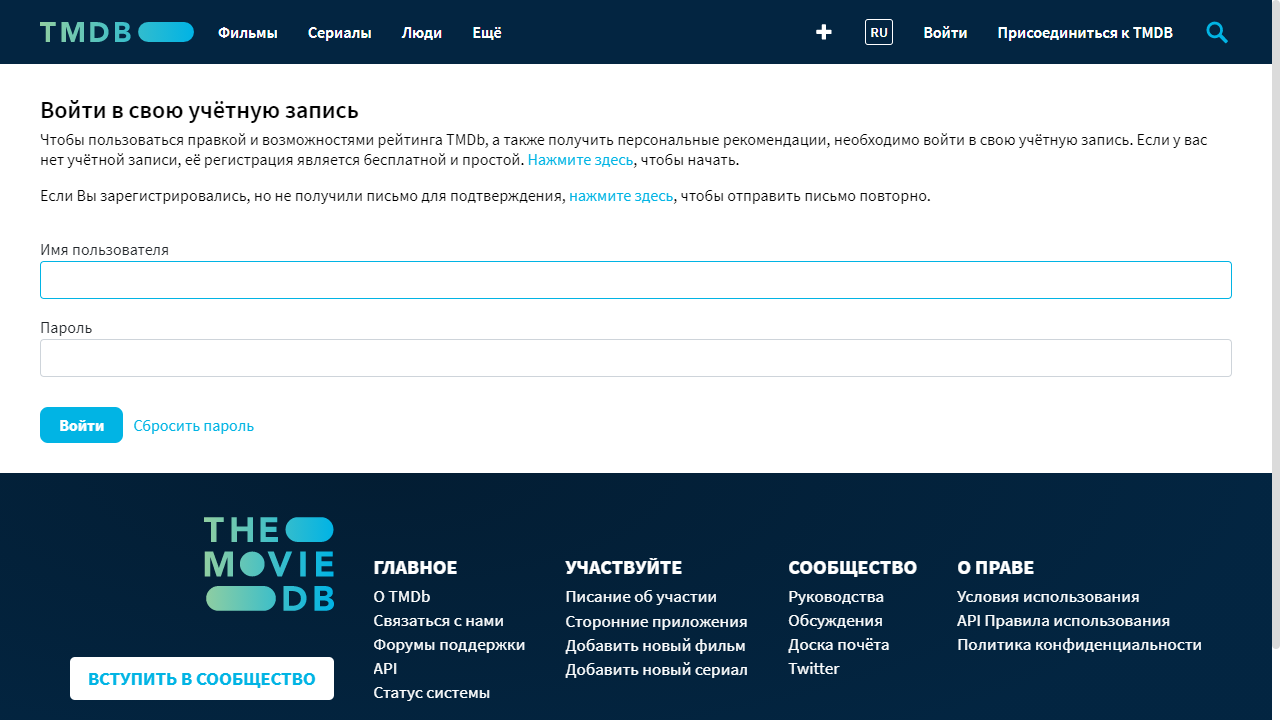 TMDB Фильмы Сериалы Люди Ещё RU Войти Присоединиться к TMDB
Войти в свою учётную запись
Чтобы пользоваться правкой и возможностями рейтинга TMDb, а также получить персональные рекомендации, необходимо войти в свою учётную запись. Если у вас
нет учётной записи, её регистрация является бесплатной и простой. Нажмите здесь, чтобы начать.
Если Вы зарегистрировались, но не получили письмо для подтверждения, нажмите здесь, чтобы отправить письмо повторно.
Имя пользователя
Пароль
Войти Сбросить пароль
THE
MOVIE
DB
ВСТУПИТЬ В СООБЩЕСТВО
ГЛАВНОЕ
О TMDb
Связаться с нами
Форумы поддержки
API
Статус системы
УЧАСТВУЙТЕ
Писание об участии
Сторонние приложения
Добавить новый фильм
Добавить новый сериал
СООБЩЕСТВО
Руководства
Обсуждения
Доска почёта
Twitter
О ПРАВЕ
Условия использования
API Правила использования
Политика конфиденциальности